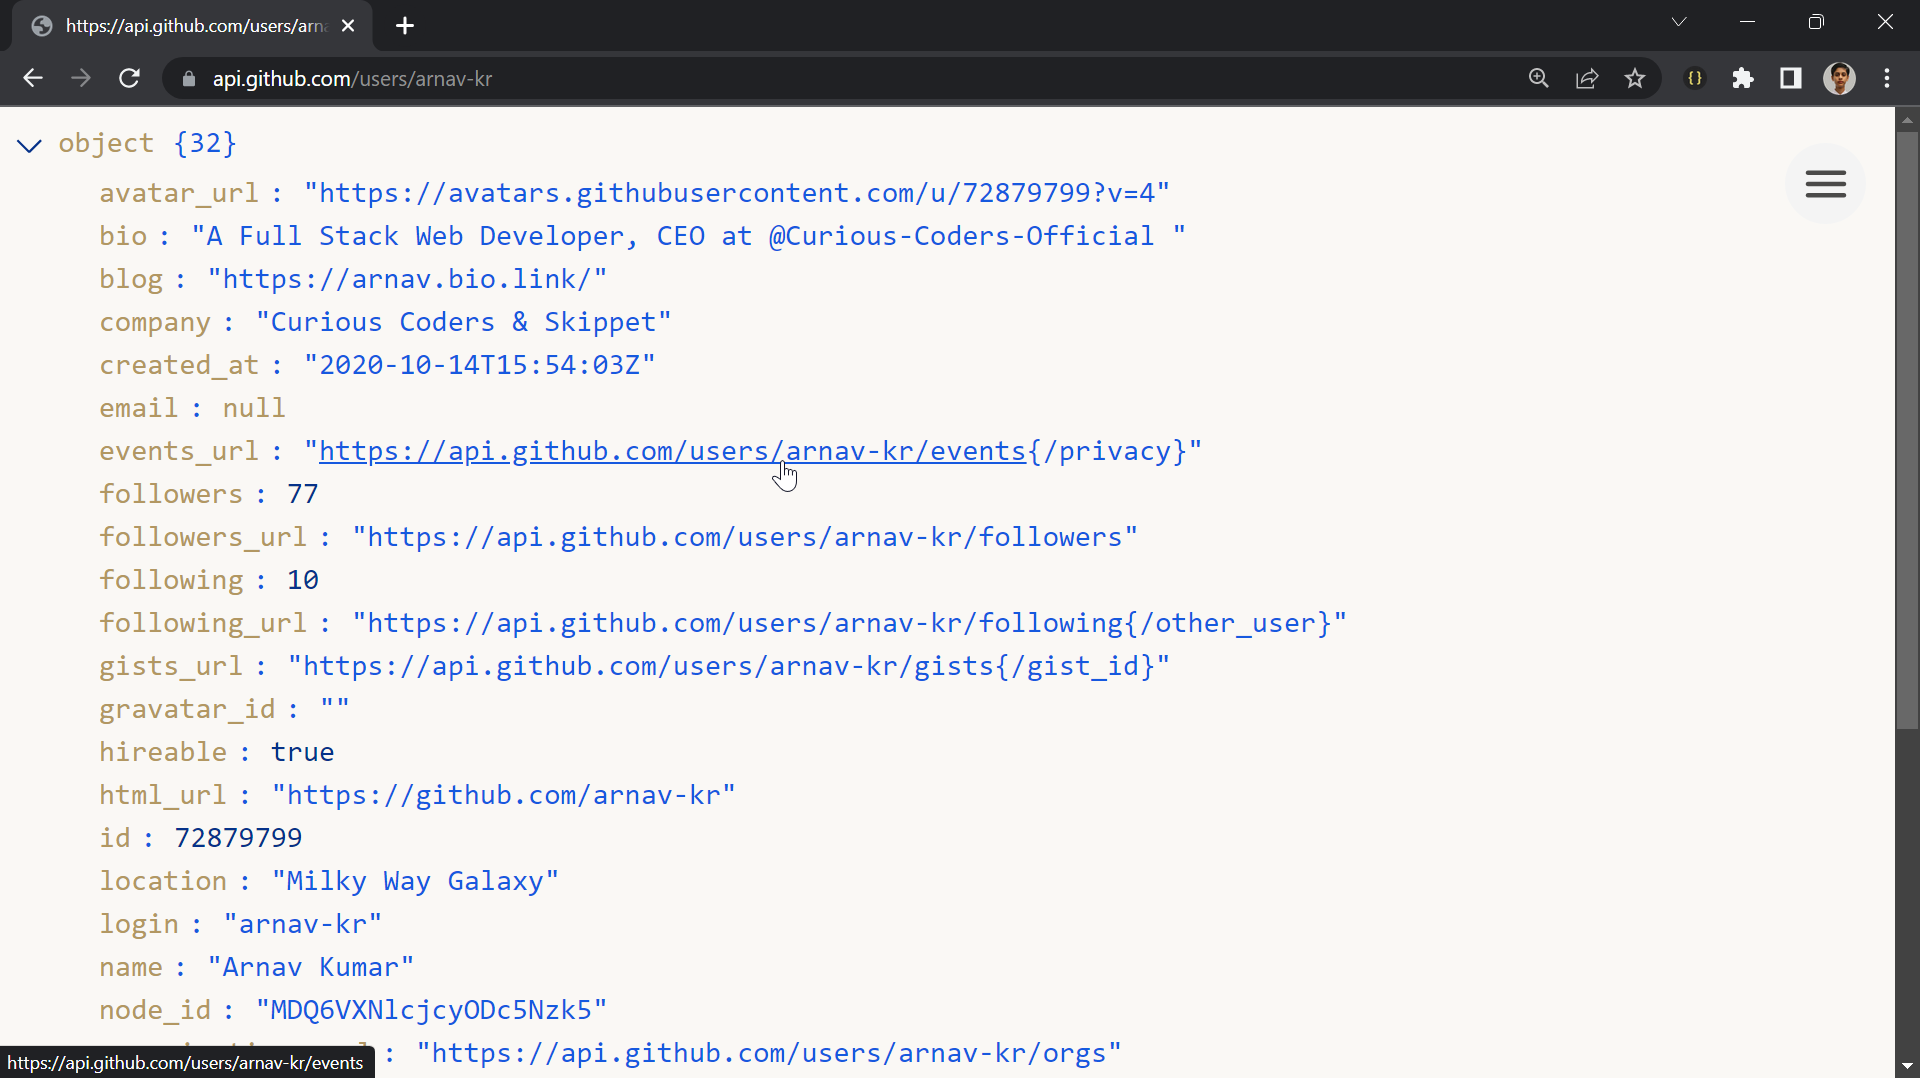 https://api.github.com/users/arna
api.github.com/users/arnav-kr
{}
object {32}
avatar_url : "https://avatars.githubusercontent.com/u/72879799?v=4"
bio : "A Full Stack Web Developer, CEO at @Curious-Coders-Official "
blog : "https://arnav.bio.link/"
company : "Curious Coders & Skippet"
created_at : "2020-10-14T15:54:03Z"
email : null
events_url : "https://api.github.com/users/arnav-kr/events{/privacy}"
followers : 77
followers_url : "https://api.github.com/users/arnav-kr/followers"
following : 10
following_url : "https://api.github.com/users/arnav-kr/following{/other_user}"
gists_url : "https://api.github.com/users/arnav-kr/gists{/gist_id}"
gravatar_id : ""
hireable : true
html_url : "https://github.com/arnav-kr"
id : 72879799
location : "Milky Way Galaxy"
login : "arnav-kr"
name : "Arnav Kumar"
node_id : "MDQ6VXNlcjcyODc5Nzk5"
: "https://api.github.com/users/arnav-kr/orgs"
https://api.github.com/users/arnav-kr/events